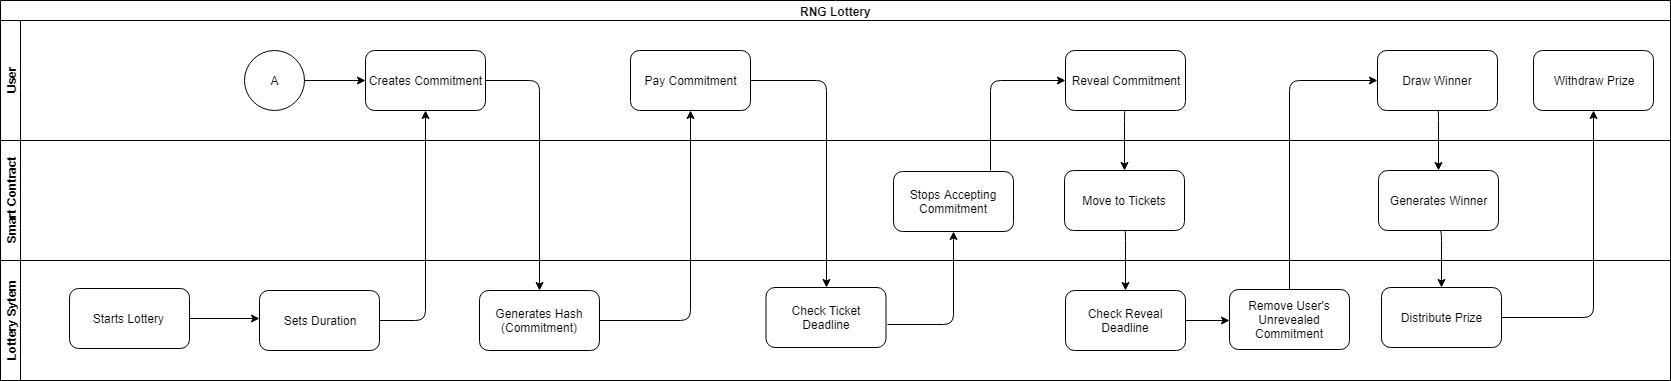 RNG Lottery
User
A
Creates Commitment
Pay Commitment
Reveal Commitment
Draw Winner
Withdraw Prize
Smart Contract
Stops Accepting
Commitment
Move to Tickets
Generates Winner
Lottery Sytem
Starts Lottery
Sets Duration
Generates Hash
(Commitment)
Check Ticket
Deadline
Check Reveal
Deadline
Remove User's
Unrevealed
Commitment
Distribute Prize